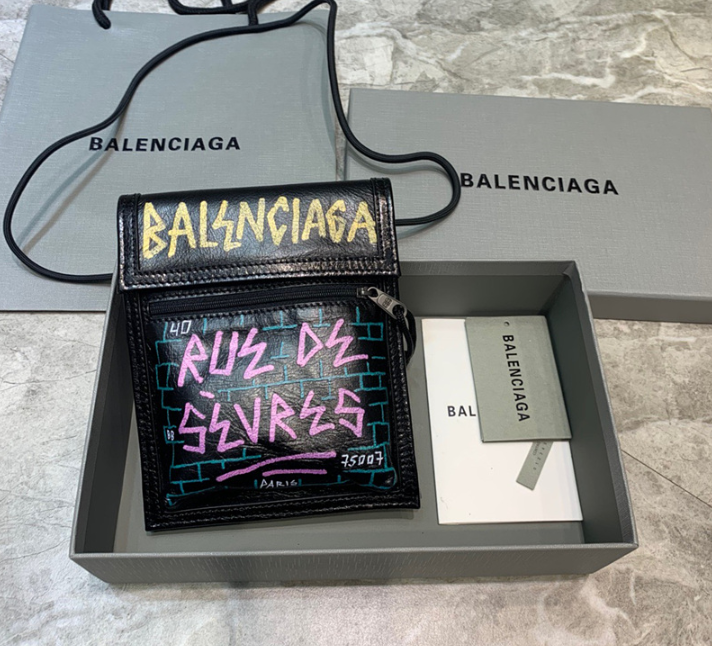 BALENCIAGA
BALENCIAGA
BALENCIAGA
40
RUE DE
SÈVRES
75007
PARIS
BAL
BALENCIAGA